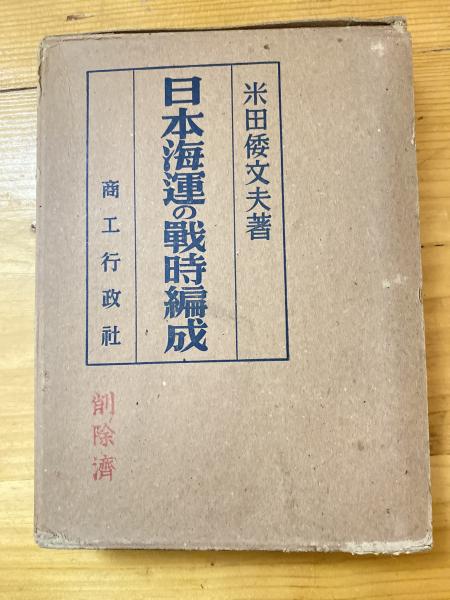 米田倭文夫著
日本海運の戰時編成
商工行政社
削除濟